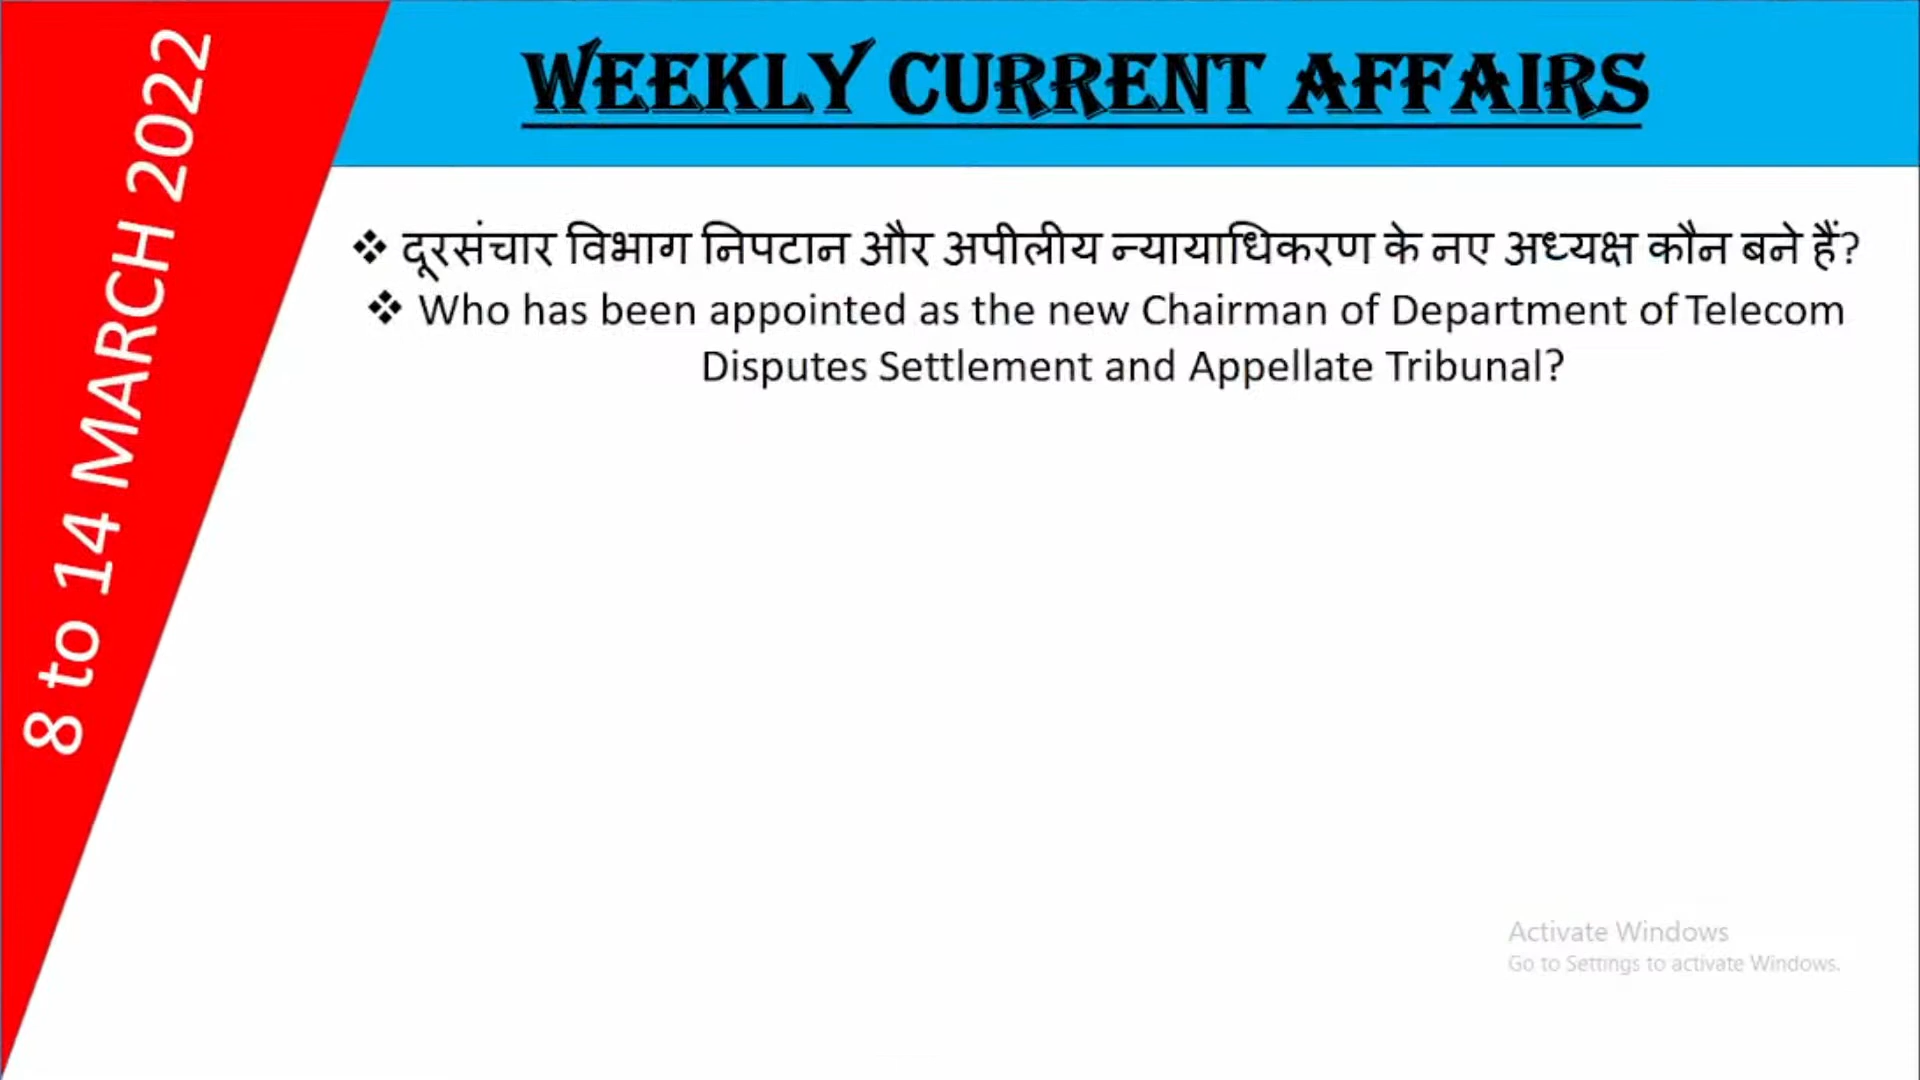 WEEKLY CURRENT AFFAIRS
8 to 14 MARCH 2022
❖ दूरसंचार विभाग निपटान और अपीलीय न्यायाधिकरण के नए अध्यक्ष कौन बने हैं?
❖ Who has been appointed as the new Chairman of Department of Telecom
Disputes Settlement and Appellate Tribunal?
Activate Windows
Go to Settings to activate Windows.